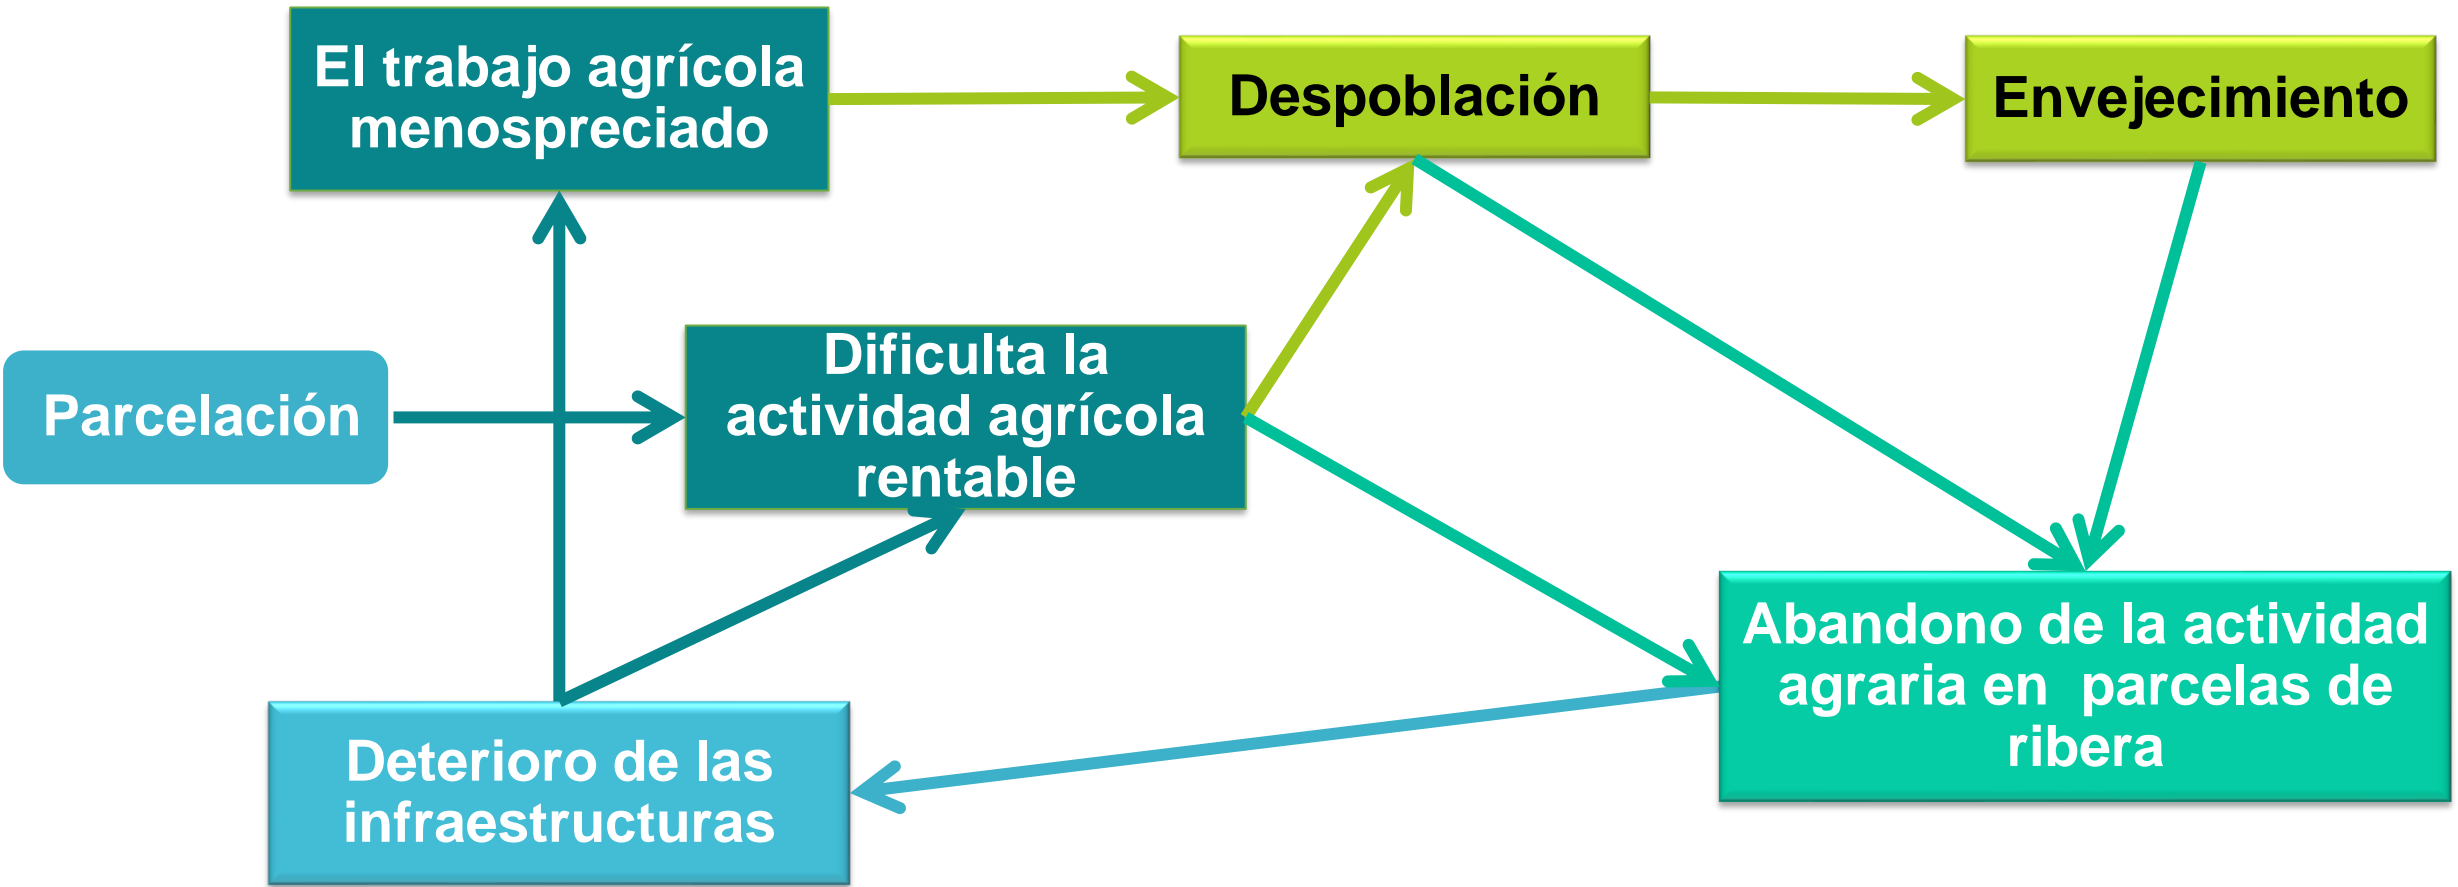 El trabajo agrícola
menospreciado
Despoblación
Envejecimiento
Parcelación
Dificulta la
actividad agrícola
rentable
Abandono de la actividad
agraria en  parcelas de
ribera
Deterioro de las
infraestructuras